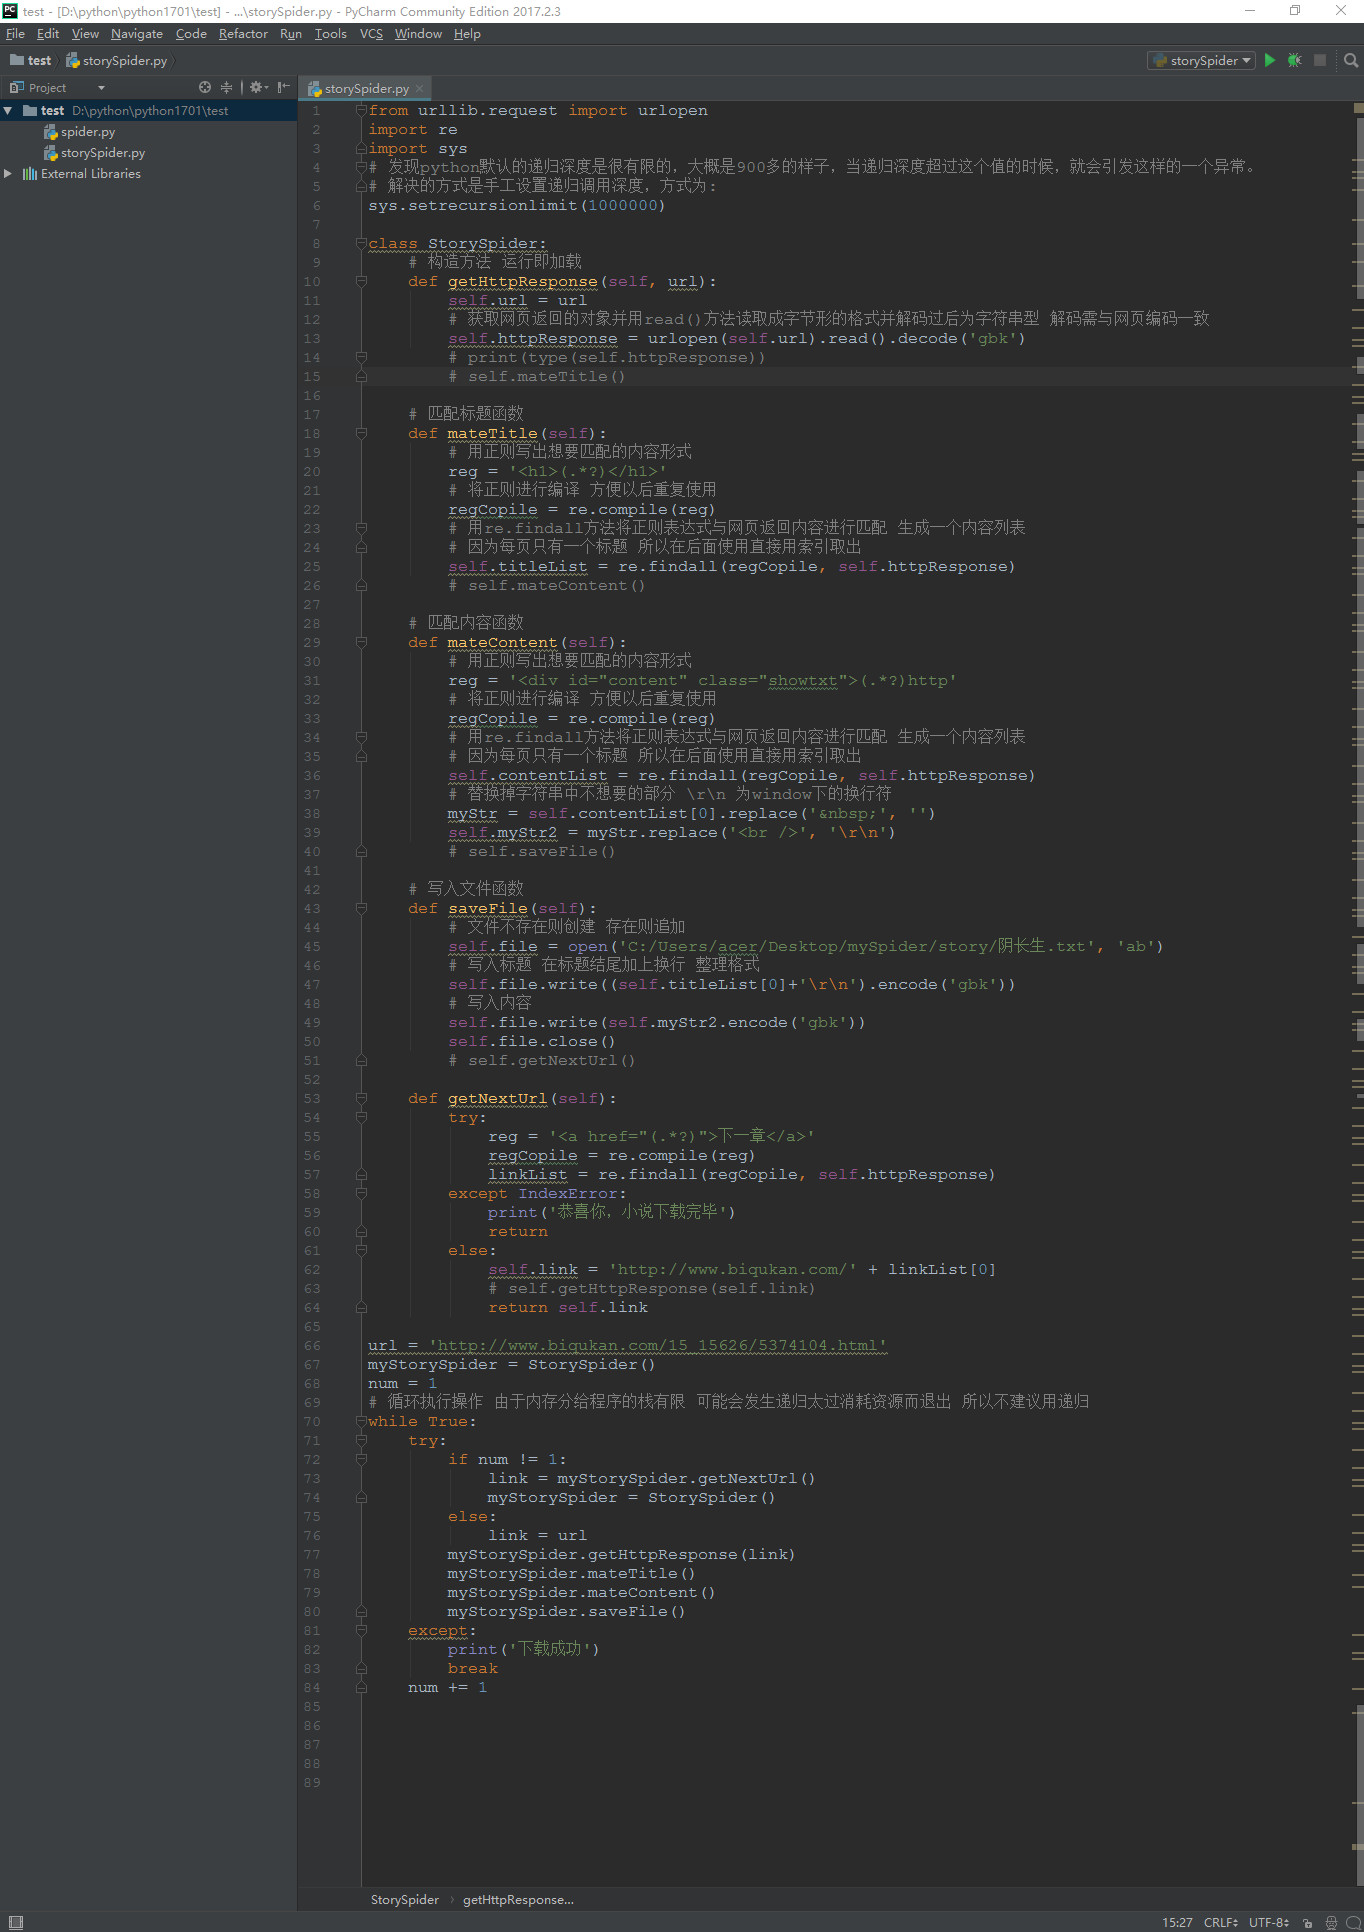 test - [D:\python\python1701\test] - ...\storySpider.py - PyCharm Community Edition 2017.2.3
File Edit View Navigate Code Refactor Run Tools VCS Window Help
test storySpider.py storySpider
Project storySpider.py
test D:\python\python1701\test
spider.py
storySpider.py
External Libraries
1 from urllib.request import urlopen
2 import re
3 import sys
4 # 发现python默认的递归深度是很有限的，大概是900多的样子，当递归深度超过这个值的时候，就会引发这样的一个异常。
5 # 解决的方式是手工设置递归调用深度，方式为：
6 sys.setrecursionlimit(1000000)
7
8 class StorySpider:
9     # 构造方法 运行即加载
10     def getHttpResponse(self, url):
11         self.url = url
12         # 获取网页返回的对象并用read()方法读取成字节形的格式并解码过后为字符串型 解码需与网页编码一致
13         self.httpResponse = urlopen(self.url).read().decode('gbk')
14         # print(type(self.httpResponse))
15         # self.mateTitle()
16
17     # 匹配标题函数
18     def mateTitle(self):
19         # 用正则写出想要匹配的内容形式
20         reg = '<h1>(.*?)</h1>'
21         # 将正则进行编译 方便以后重复使用
22         regCopile = re.compile(reg)
23         # 用re.findall方法将正则表达式与网页返回内容进行匹配 生成一个内容列表
24         # 因为每页只有一个标题 所以在后面使用直接用索引取出
25         self.titleList = re.findall(regCopile, self.httpResponse)
26         # self.mateContent()
27
28     # 匹配内容函数
29     def mateContent(self):
30         # 用正则写出想要匹配的内容形式
31         reg = '<div id="content" class="showtxt">(.*?)http'
32         # 将正则进行编译 方便以后重复使用
33         regCopile = re.compile(reg)
34         # 用re.findall方法将正则表达式与网页返回内容进行匹配 生成一个内容列表
35         # 因为每页只有一个标题 所以在后面使用直接用索引取出
36         self.contentList = re.findall(regCopile, self.httpResponse)
37         # 替换掉字符串中不想要的部分 \r\n 为window下的换行符
38         myStr = self.contentList[0].replace('&nbsp;', '')
39         self.myStr2 = myStr.replace('<br />', '\r\n')
40         # self.saveFile()
41
42     # 写入文件函数
43     def saveFile(self):
44         # 文件不存在则创建 存在则追加
45         self.file = open('C:/Users/acer/Desktop/mySpider/story/阴长生.txt', 'ab')
46         # 写入标题 在标题结尾加上换行 整理格式
47         self.file.write((self.titleList[0]+'\r\n').encode('gbk'))
48         # 写入内容
49         self.file.write(self.myStr2.encode('gbk'))
50         self.file.close()
51         # self.getNextUrl()
52
53     def getNextUrl(self):
54         try:
55             reg = '<a href="(.*?)">下一章</a>'
56             regCopile = re.compile(reg)
57             linkList = re.findall(regCopile, self.httpResponse)
58         except IndexError:
59             print('恭喜你，小说下载完毕')
60             return
61         else:
62             self.link = 'http://www.biqukan.com/' + linkList[0]
63             # self.getHttpResponse(self.link)
64             return self.link
65
66 url = 'http://www.biqukan.com/15_15626/5374104.html'
67 myStorySpider = StorySpider()
68 num = 1
69 # 循环执行操作 由于内存分给程序的栈有限 可能会发生递归太过消耗资源而退出 所以不建议用递归
70 while True:
71     try:
72         if num != 1:
73             link = myStorySpider.getNextUrl()
74             myStorySpider = StorySpider()
75         else:
76             link = url
77         myStorySpider.getHttpResponse(link)
78         myStorySpider.mateTitle()
79         myStorySpider.mateContent()
80         myStorySpider.saveFile()
81     except:
82         print('下载成功')
83         break
84     num += 1
85
86
87
88
89
StorySpider getHttpResponse...
15:27 CRLF UTF-8